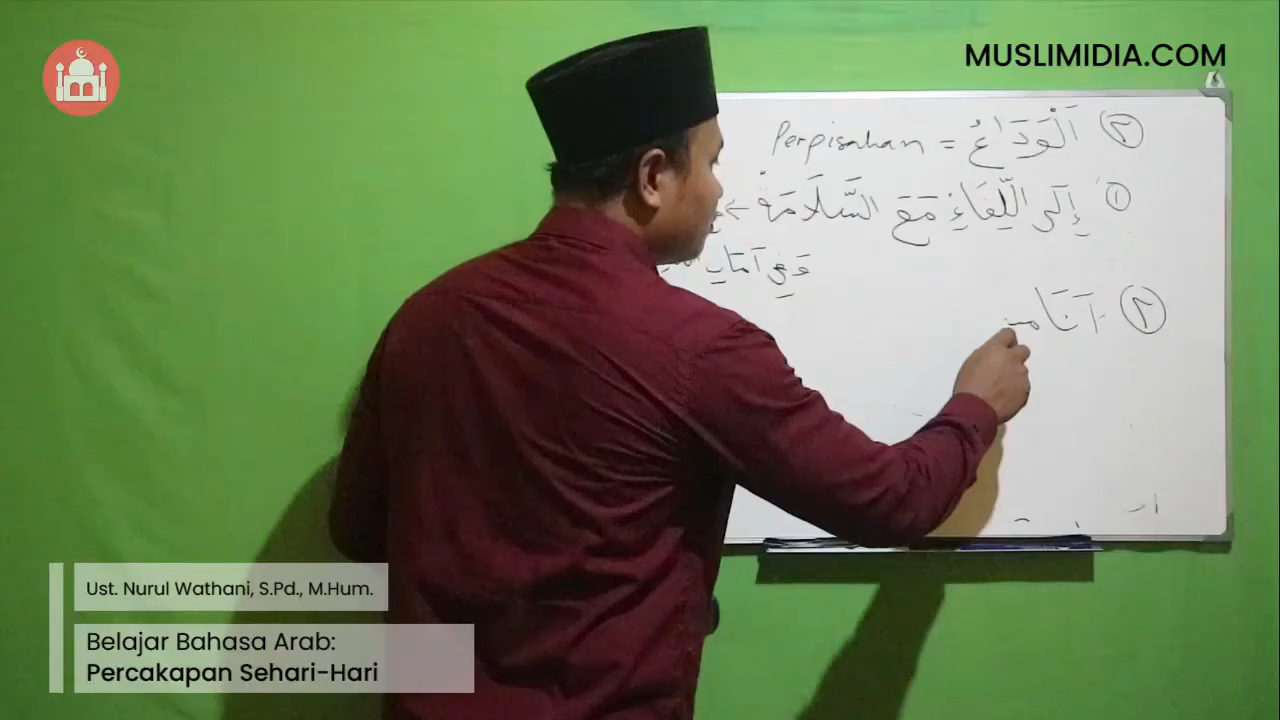 MUSLIMIDIA.COM
٣ اَلْوَدَاعُ = Perpisahan
١ إِلَى اللِّقَاءِ مَعَ السَّلَامَةْ
وَفِي أَمَانِ
٢ أَنَا
Ust. Nurul Wathani, S.Pd., M.Hum.
Belajar Bahasa Arab:
Percakapan Sehari-Hari